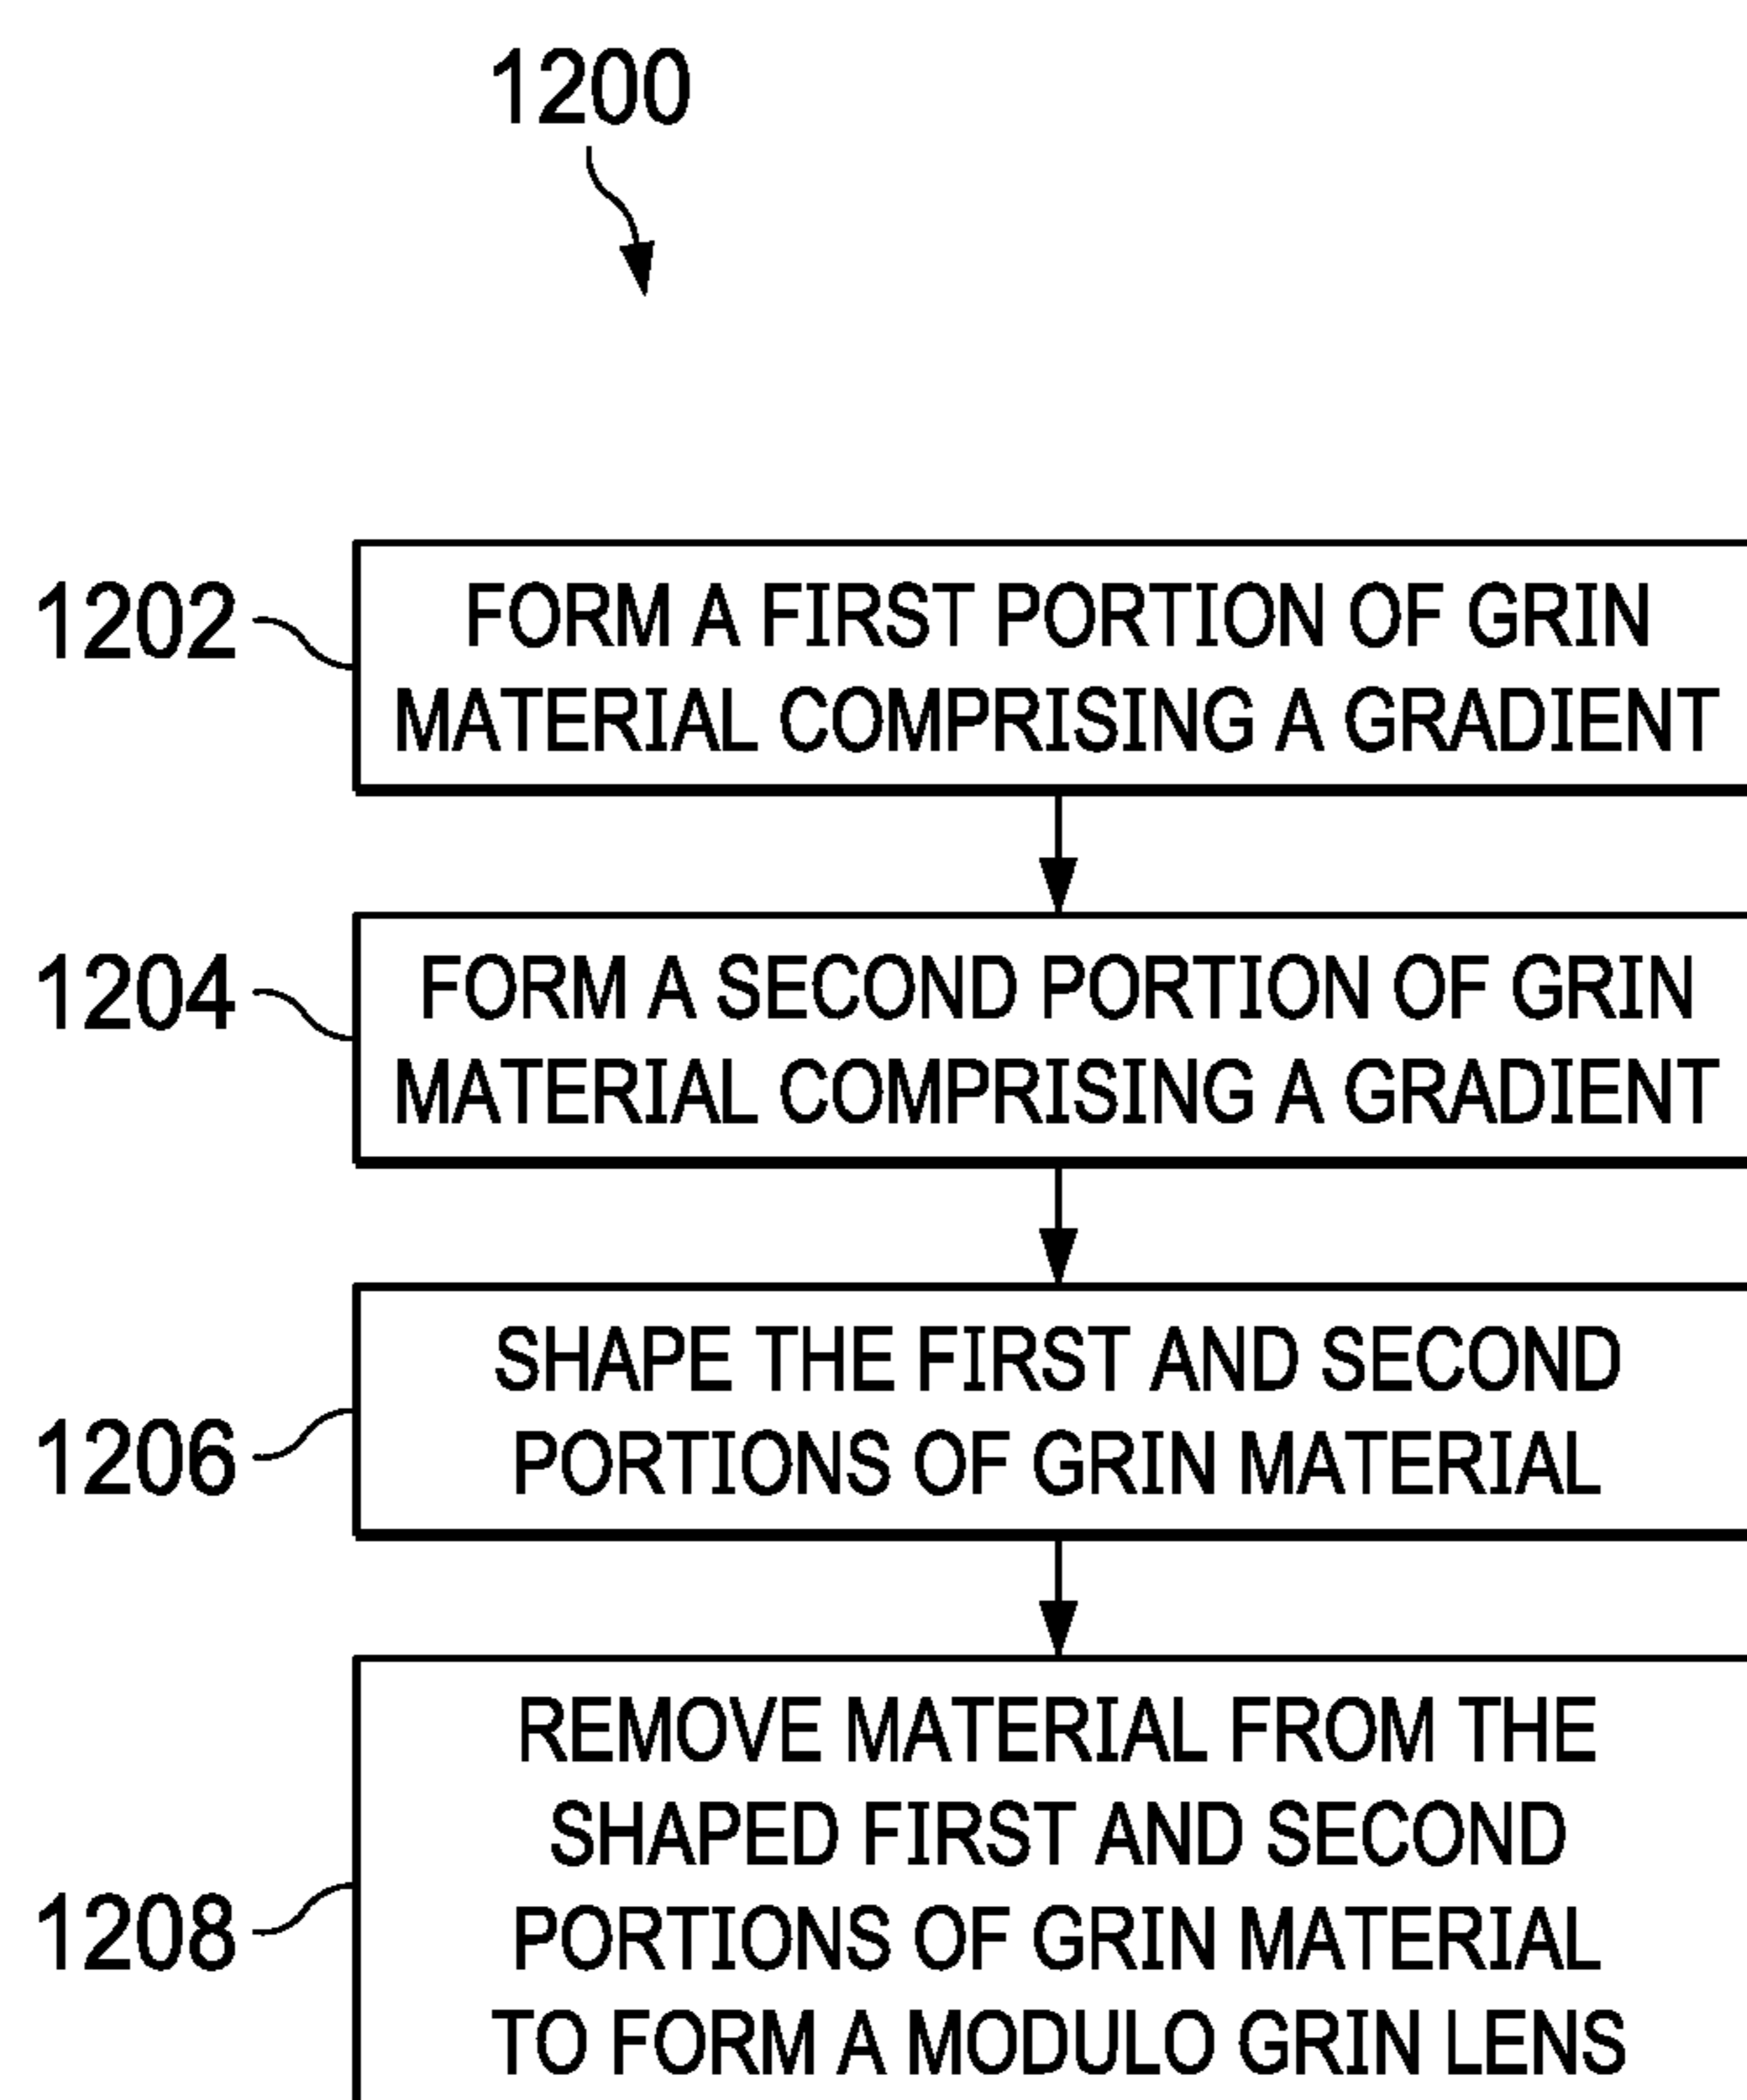 1200
1202
FORM A FIRST PORTION OF GRIN
MATERIAL COMPRISING A GRADIENT
1204
FORM A SECOND PORTION OF GRIN
MATERIAL COMPRISING A GRADIENT
1206
SHAPE THE FIRST AND SECOND
PORTIONS OF GRIN MATERIAL
1208
REMOVE MATERIAL FROM THE
SHAPED FIRST AND SECOND
PORTIONS OF GRIN MATERIAL
TO FORM A MODULO GRIN LENS